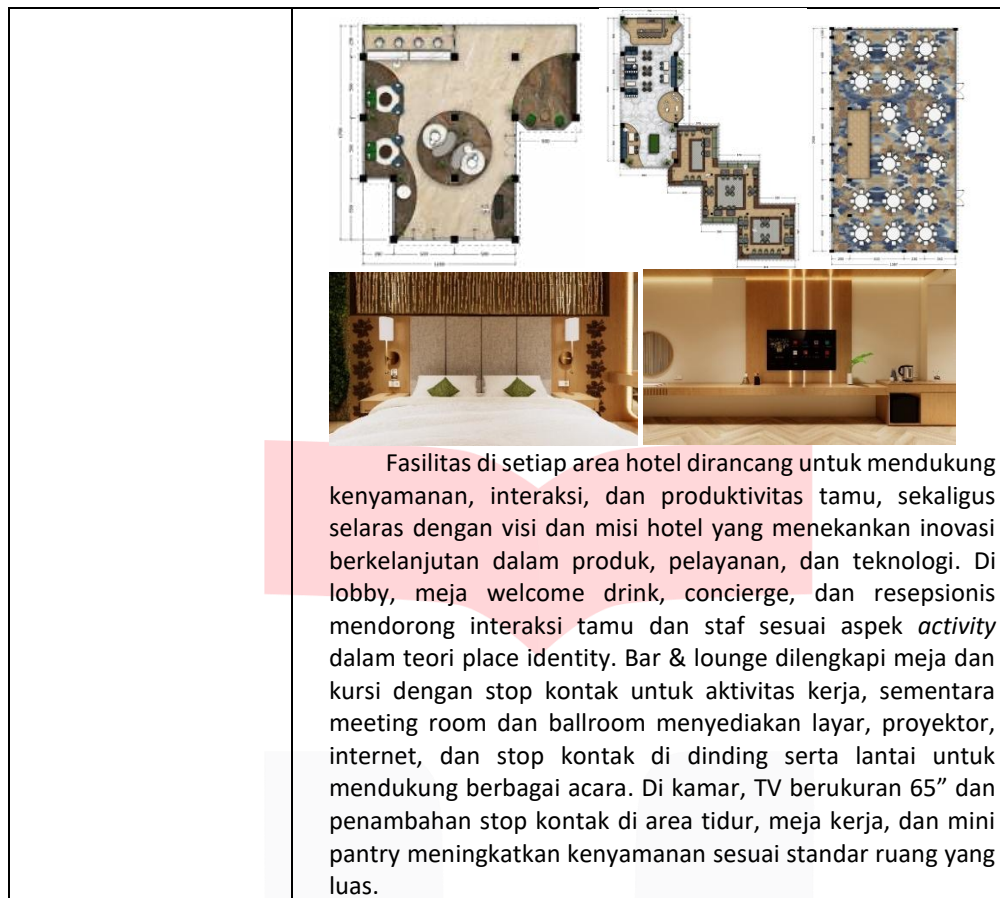 Fasilitas di setiap area hotel dirancang untuk mendukung
kenyamanan, interaksi, dan produktivitas tamu, sekaligus
selaras dengan visi dan misi hotel yang menekankan inovasi
berkelanjutan dalam produk, pelayanan, dan teknologi. Di
lobby, meja welcome drink, concierge, dan resepsionis
mendorong interaksi tamu dan staf sesuai aspek activity
dalam teori place identity. Bar & lounge dilengkapi meja dan
kursi dengan stop kontak untuk aktivitas kerja, sementara
meeting room dan ballroom menyediakan layar, proyektor,
internet, dan stop kontak di dinding serta lantai untuk
mendukung berbagai acara. Di kamar, TV berukuran 65” dan
penambahan stop kontak di area tidur, meja kerja, dan mini
pantry meningkatkan kenyamanan sesuai standar ruang yang
luas.